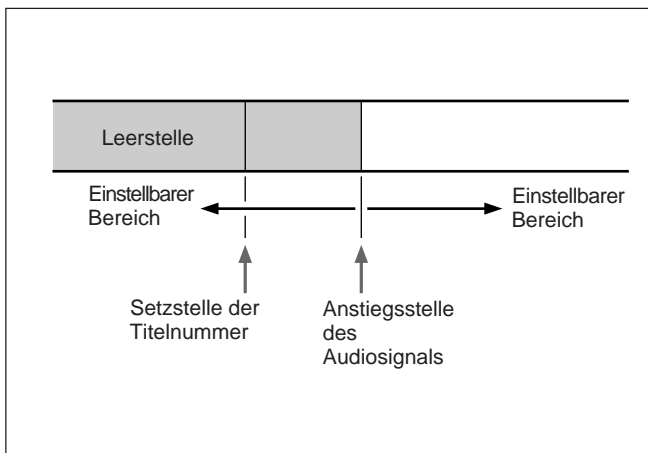 Leerstelle
Einstellbarer
Bereich
Einstellbarer
Bereich
Setzstelle der
Titelnummer
Anstiegsstelle
des
Audiosignals